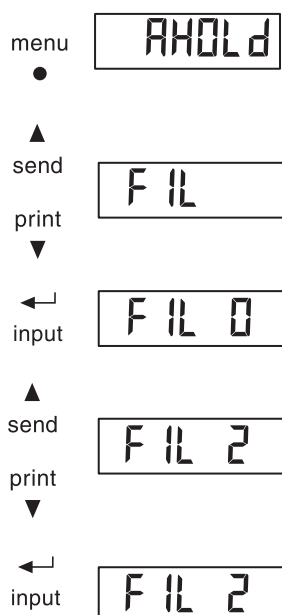 menu
AHOLd
send
FIL
print
input
FIL 0
send
FIL 2
print
input
FIL 2